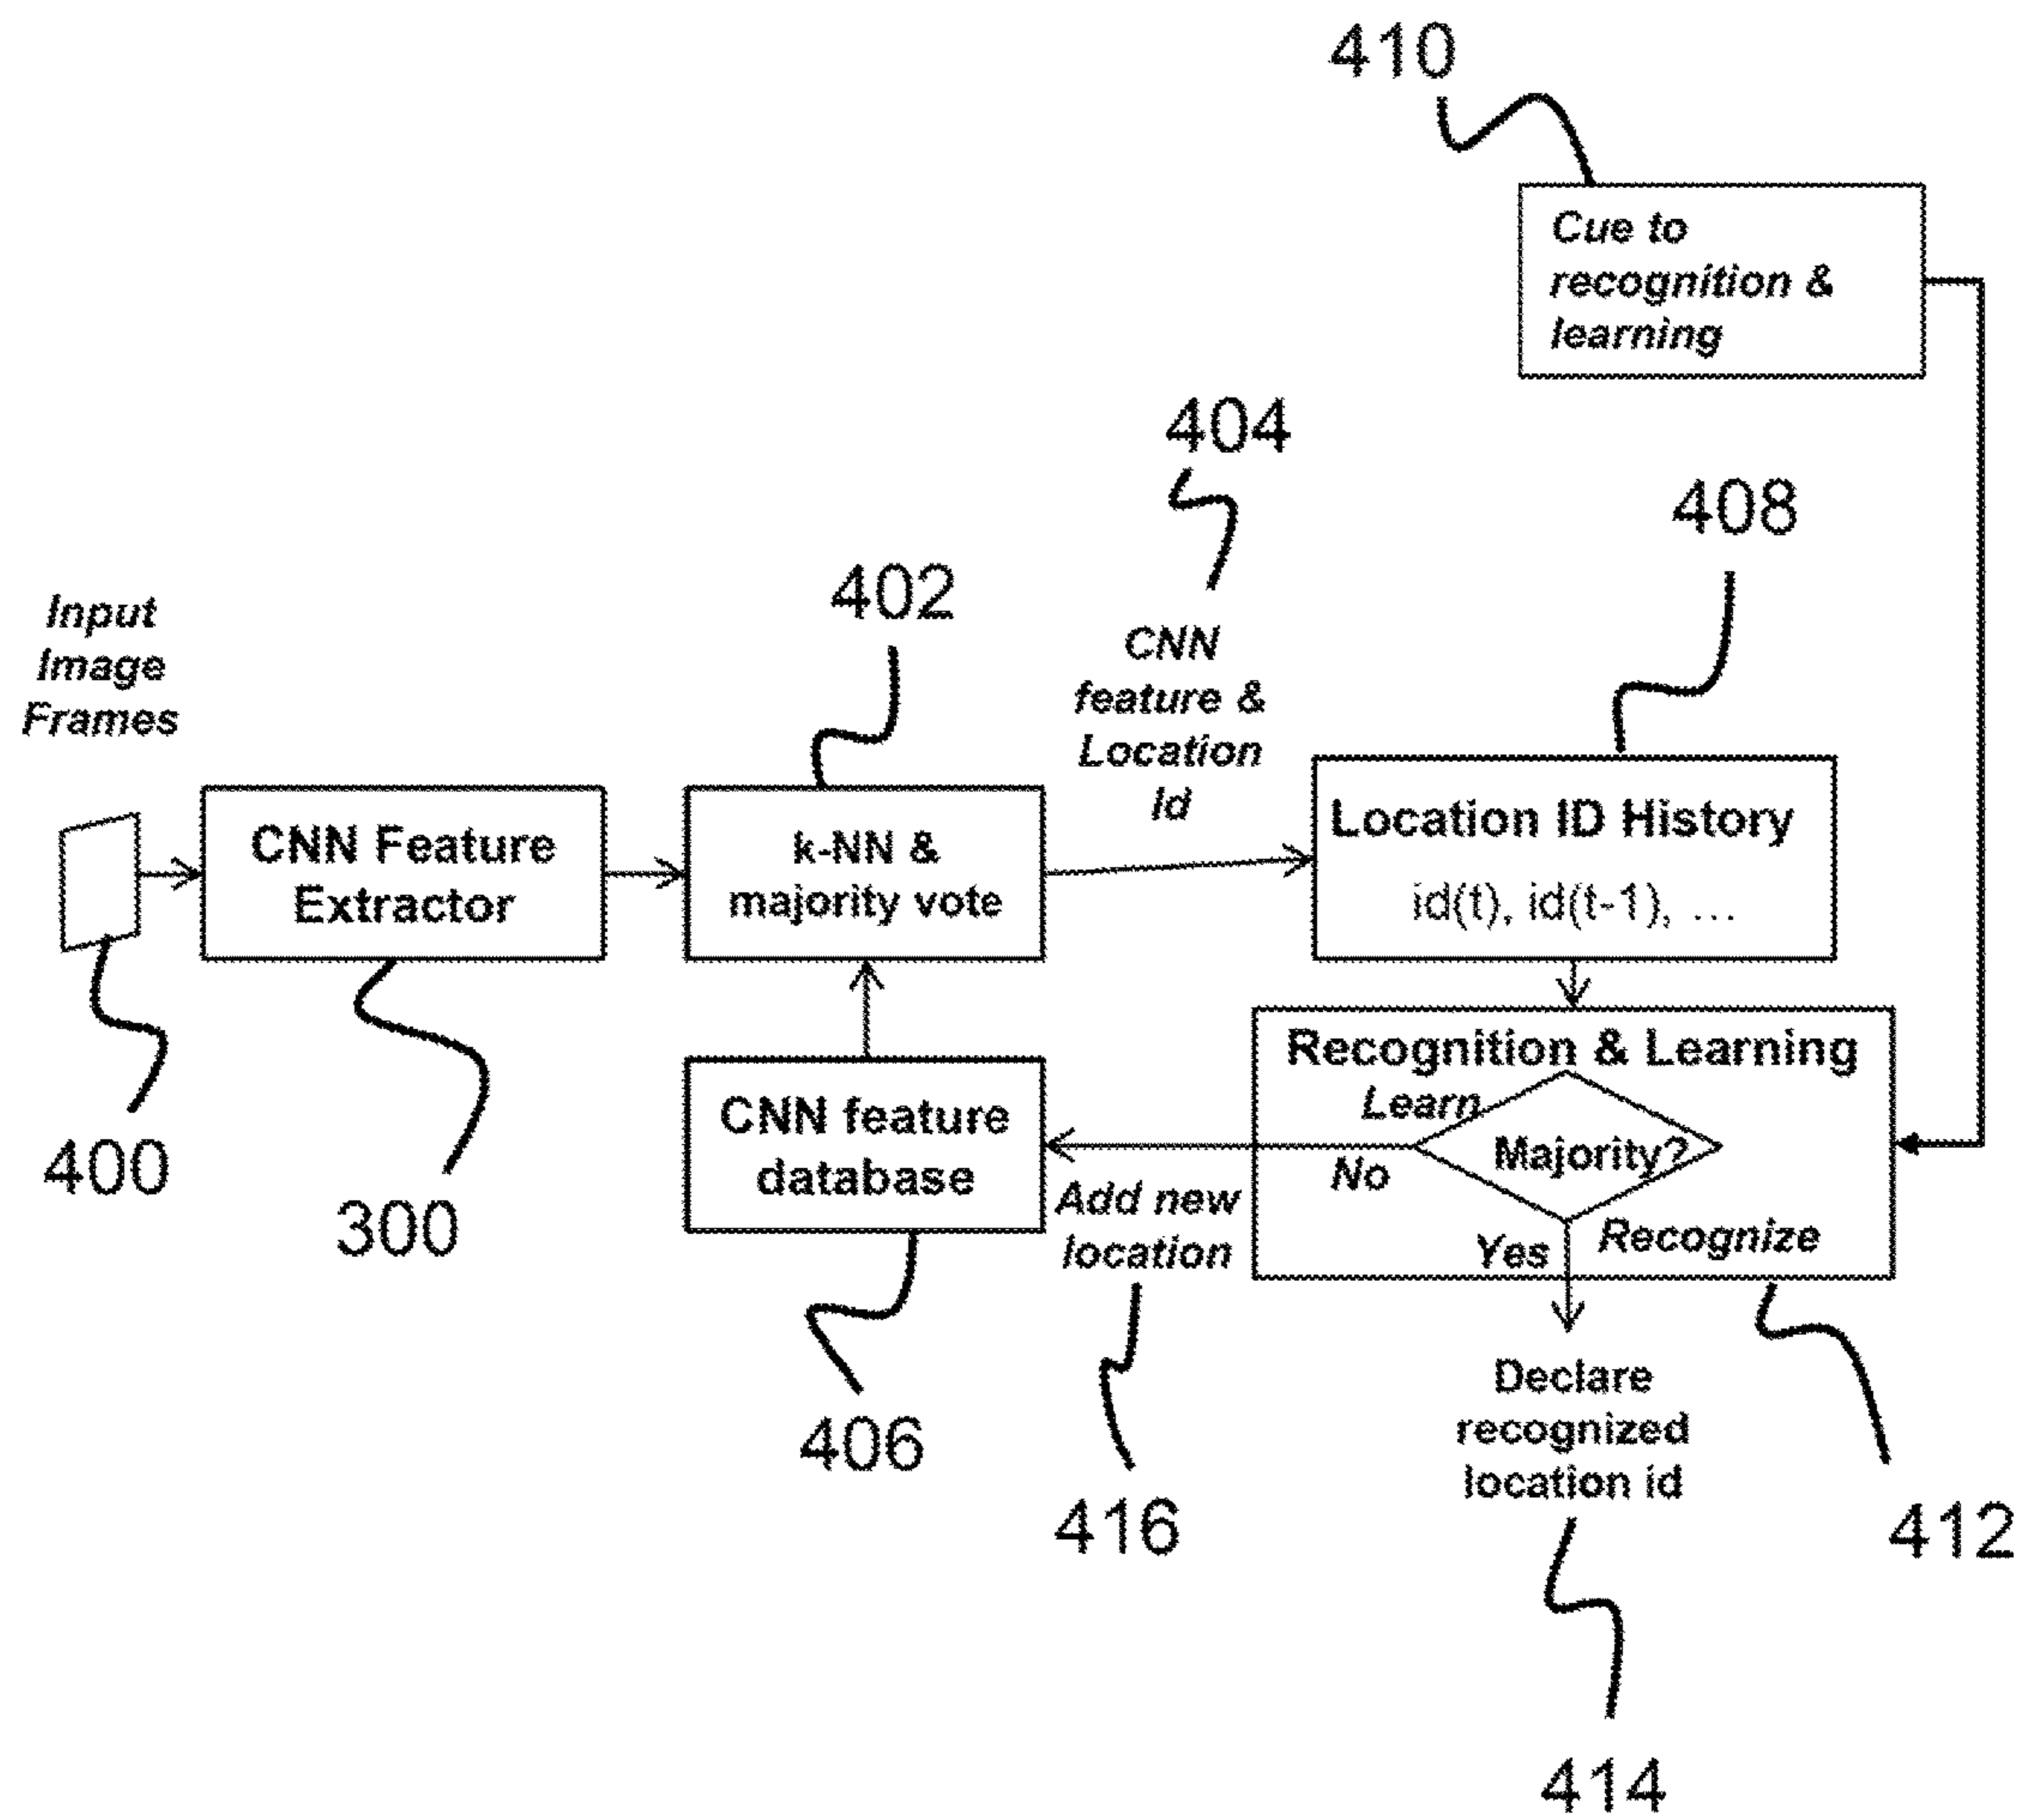 410
Cue to
recognition &
learning
404
408
402
Input
Image
Frames
CNN
feature &
Location
Id
CNN Feature
Extractor
k-NN &
majority vote
Location ID History
id(t), id(t-1), ...
Recognition & Learning
Learn
Majority?
No
Yes
Recognize
CNN feature
database
Add new
location
400
300
406
416
Declare
recognized
location id
412
414